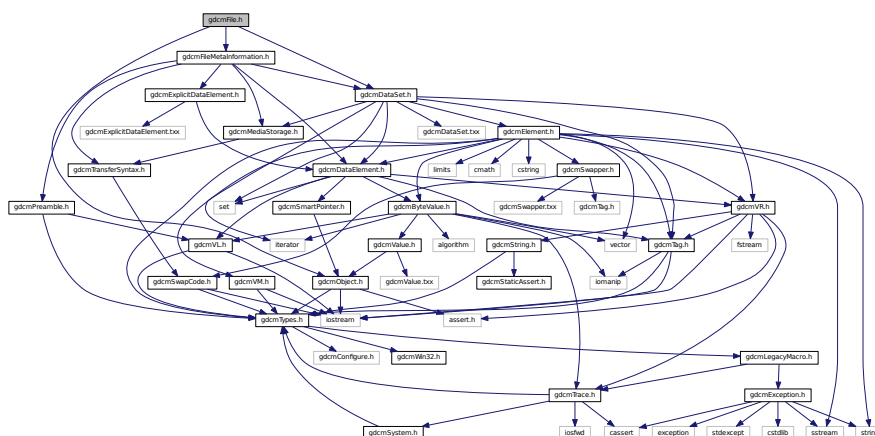 gdcmFile.h
gdcmFileMetaInformation.h
gdcmExplicitDataElement.h
gdcmDataSet.h
gdcmExplicitDataElement.txx
gdcmMediaStorage.h
gdcmDataSet.txx
gdcmElement.h
gdcmTransferSyntax.h
gdcmDataElement.h
limits
cmath
cstring
gdcmSwapper.h
gdcmPreamble.h
set
gdcmSmartPointer.h
gdcmByteValue.h
gdcmSwapper.txx
gdcmTag.h
gdcmVR.h
gdcmVL.h
iterator
gdcmValue.h
algorithm
gdcmString.h
vector
gdcmTag.h
fstream
gdcmSwapCode.h
gdcmVM.h
gdcmObject.h
gdcmValue.txx
gdcmStaticAssert.h
iomanip
gdcmTypes.h
iostream
assert.h
gdcmConfigure.h
gdcmWin32.h
gdcmLegacyMacro.h
gdcmTrace.h
gdcmException.h
gdcmSystem.h
iosfwd
cassert
exception
stdexcept
cstdlib
sstream